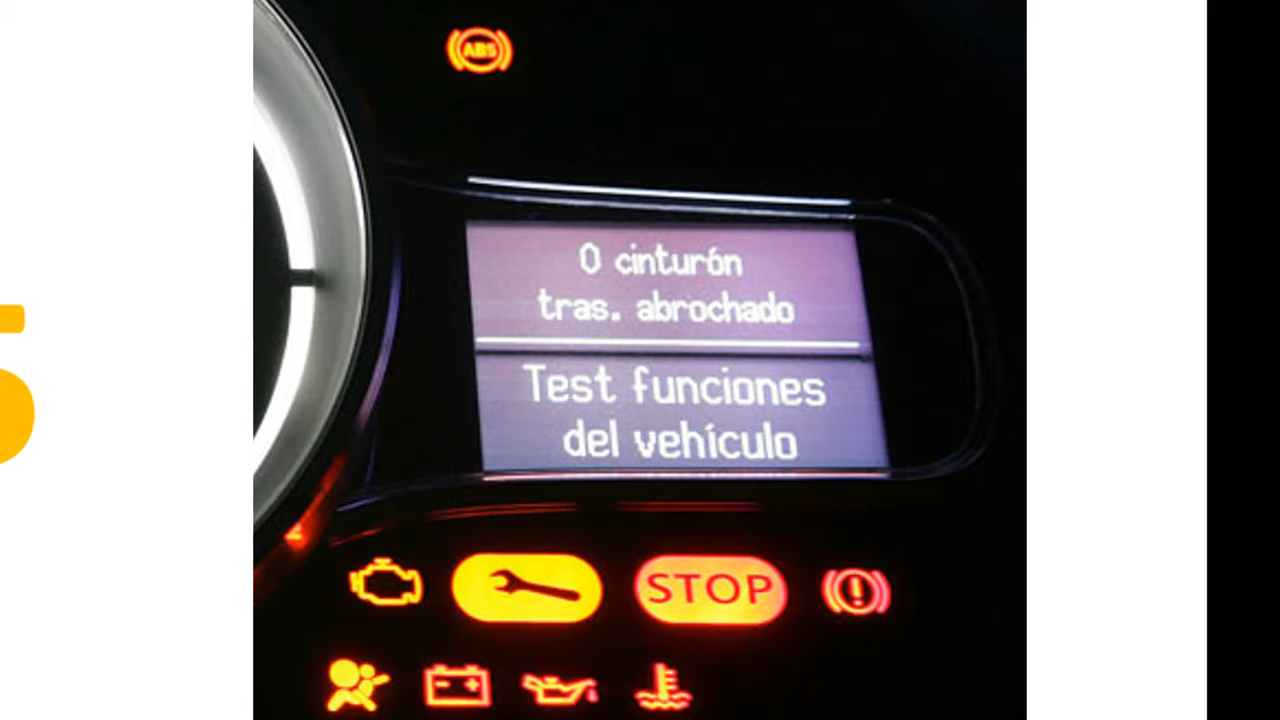 ABS
0 cinturón
tras. abrochado
Test funciones
del vehículo
STOP